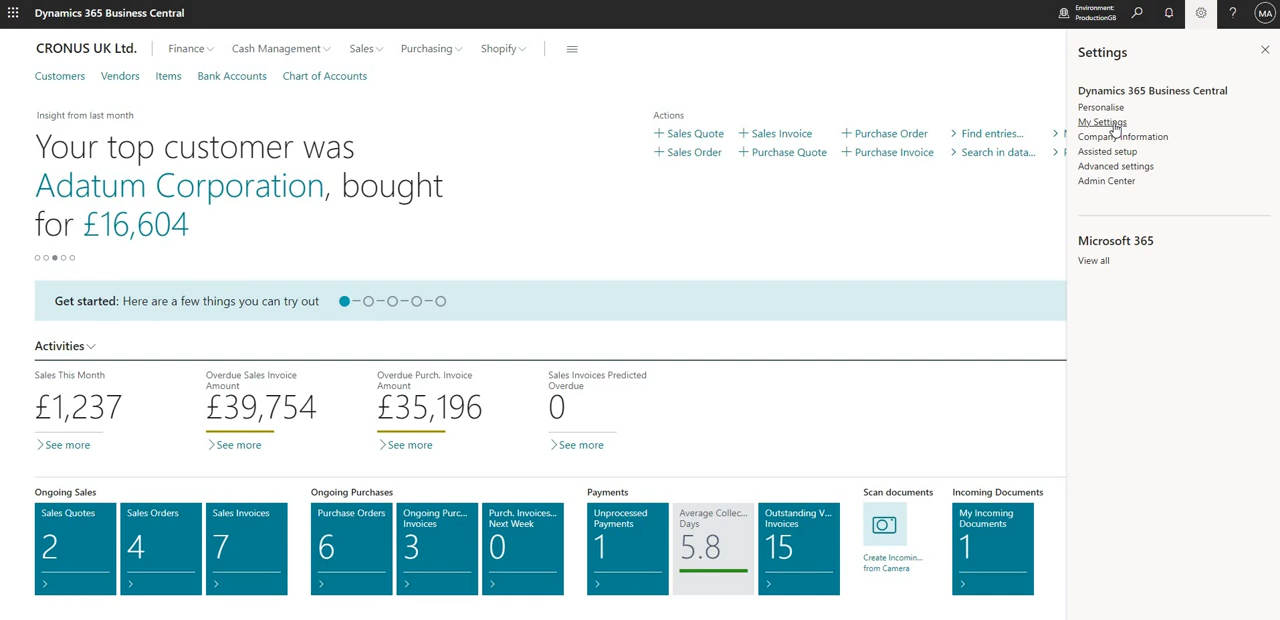 Dynamics 365 Business Central
Environment:
ProductionGB
?
MA
CRONUS UK Ltd.
Finance
Cash Management
Sales
Purchasing
Shopify
Customers
Vendors
Items
Bank Accounts
Chart of Accounts
Insight from last month
Your top customer was
Adatum Corporation, bought
for £16,604
Actions
+ Sales Quote
+ Sales Invoice
+ Purchase Order
> Find entries...
+ Sales Order
+ Purchase Quote
+ Purchase Invoice
> Search in data...
Get started: Here are a few things you can try out
Activities
Sales This Month
£1,237
> See more
Overdue Sales Invoice
Amount
£39,754
> See more
Overdue Purch. Invoice
Amount
£35,196
> See more
Sales Invoices Predicted
Overdue
0
> See more
Ongoing Sales
Sales Quotes
2
Sales Orders
4
Sales Invoices
7
Ongoing Purchases
Purchase Orders
6
Ongoing Purc...
Invoices
3
Purch. Invoices...
Next Week
0
Payments
Unprocessed
Payments
1
Average Collec...
Days
5.8
Outstanding V...
Invoices
15
Scan documents
Create Incomin...
from Camera
Incoming Documents
My Incoming
Documents
1
Settings
Dynamics 365 Business Central
Personalise
My Settings
Company Information
Assisted setup
Advanced settings
Admin Center
Microsoft 365
View all